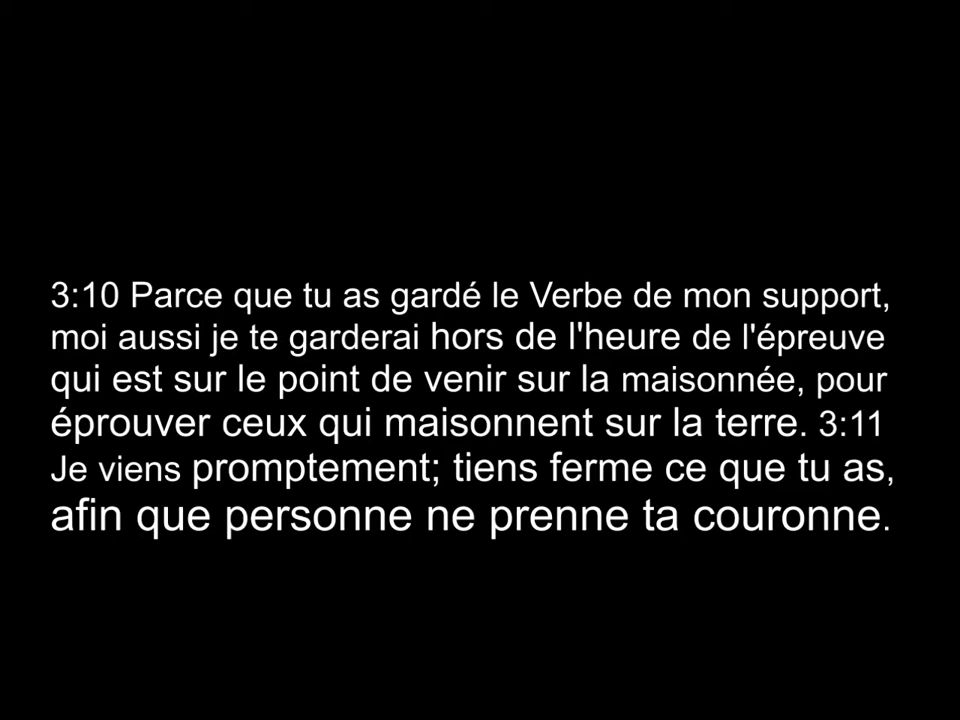 3:10 Parce que tu as gardé le Verbe de mon support,
moi aussi je te garderai hors de l'heure de l'épreuve
qui est sur le point de venir sur la maisonnée, pour
éprouver ceux qui maisonnent sur la terre. 3:11
Je viens promptement; tiens ferme ce que tu as,
afin que personne ne prenne ta couronne.